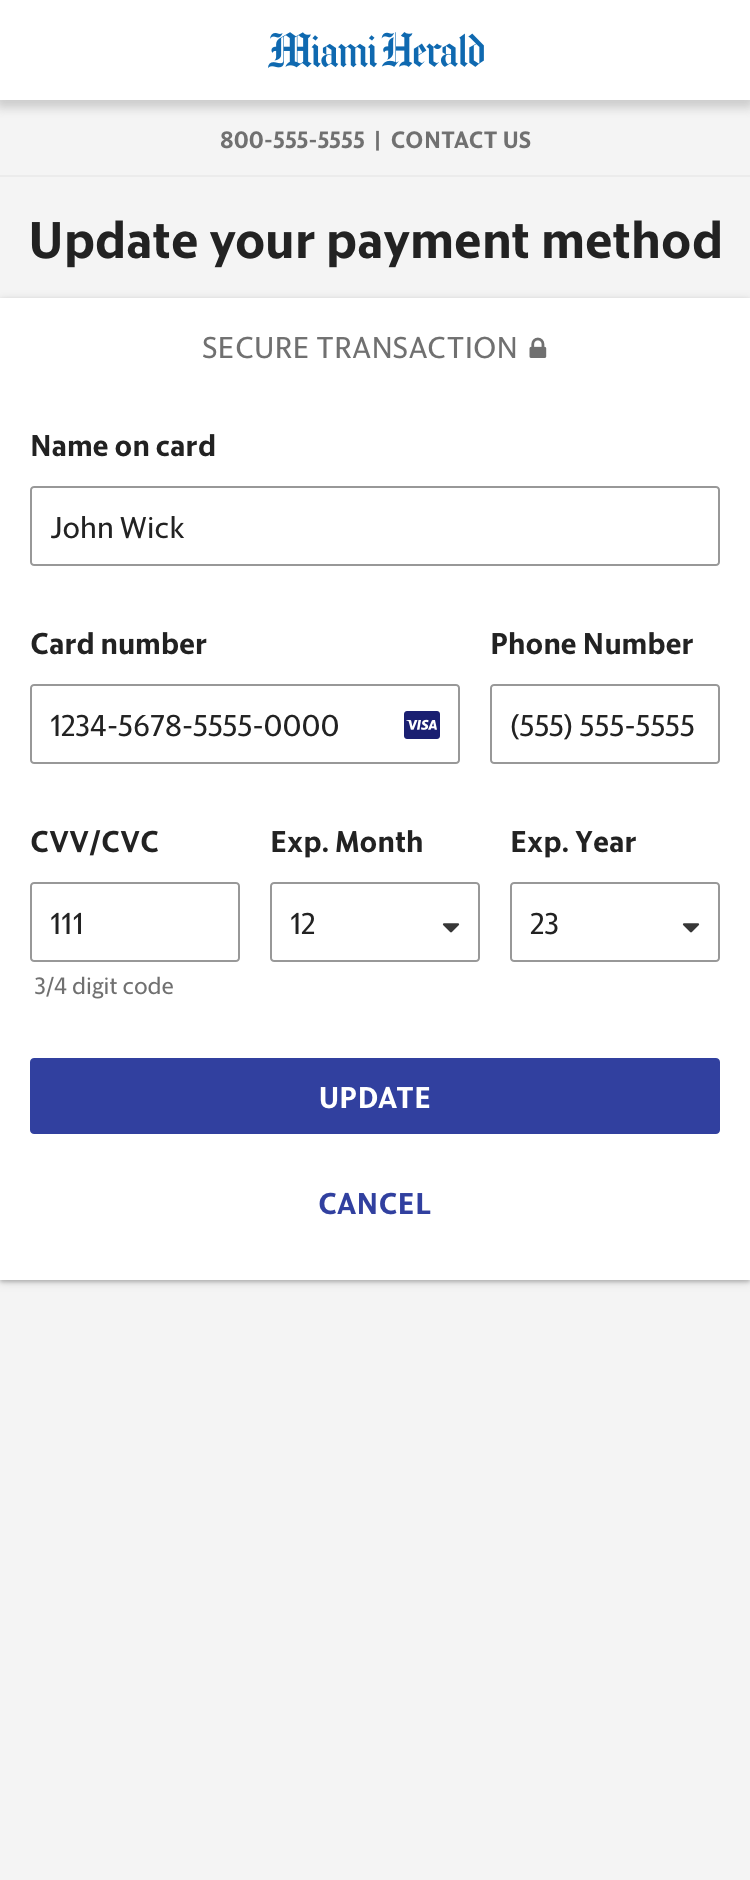 Miami Herald
800-555-5555 | CONTACT US
Update your payment method
SECURE TRANSACTION
Name on card
John Wick
Card number Phone Number
1234-5678-5555-0000 VISA (555) 555-5555
CVV/CVC Exp. Month Exp. Year
111 12 23
3/4 digit code
UPDATE
CANCEL